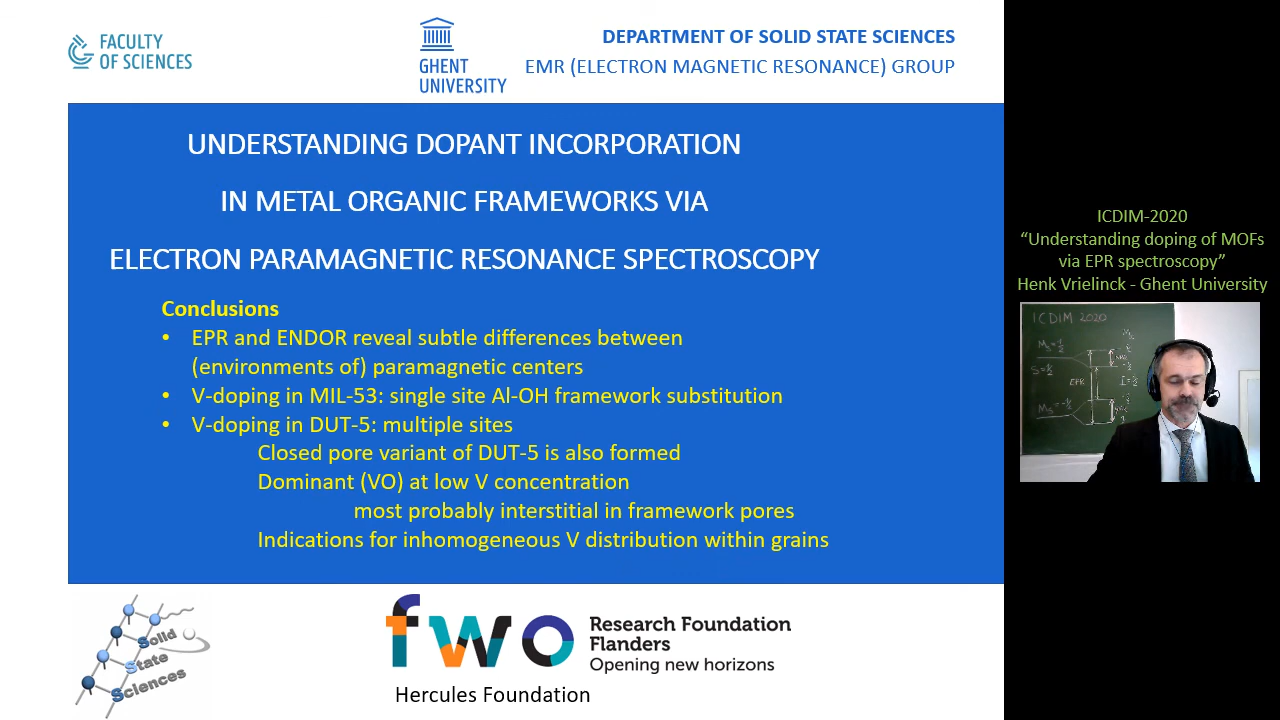 FACULTY
OF SCIENCES
GHENT
UNIVERSITY
DEPARTMENT OF SOLID STATE SCIENCES
EMR (ELECTRON MAGNETIC RESONANCE) GROUP
UNDERSTANDING DOPANT INCORPORATION
IN METAL ORGANIC FRAMEWORKS VIA
ELECTRON PARAMAGNETIC RESONANCE SPECTROSCOPY
Conclusions
• EPR and ENDOR reveal subtle differences between
(environments of) paramagnetic centers
• V-doping in MIL-53: single site Al-OH framework substitution
• V-doping in DUT-5: multiple sites
Closed pore variant of DUT-5 is also formed
Dominant (VO) at low V concentration
most probably interstitial in framework pores
Indications for inhomogeneous V distribution within grains
Solid
State
Sciences
fwo
Research Foundation
Flanders
Opening new horizons
Hercules Foundation
ICDIM-2020
“Understanding doping of MOFs
via EPR spectroscopy”
Henk Vrielinck - Ghent University
ICDIM 2020
EPR